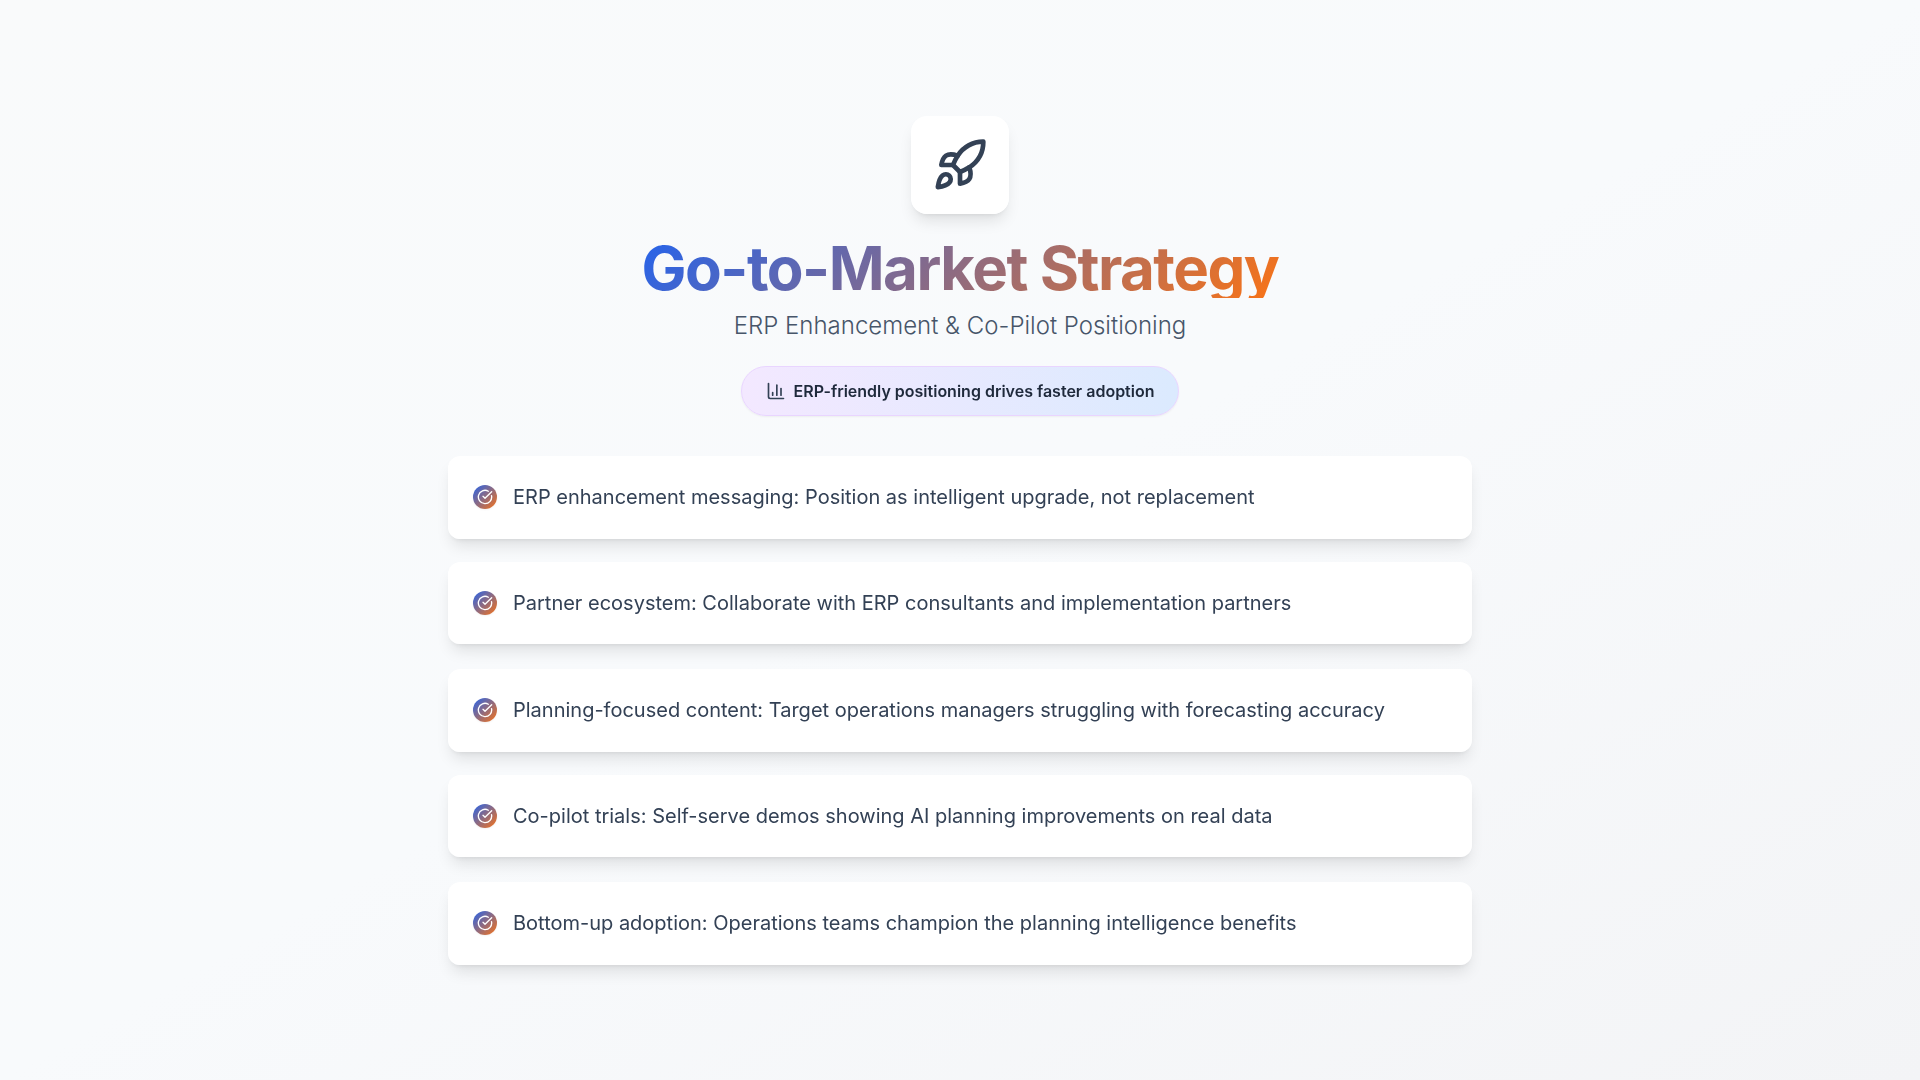 Go-to-Market Strategy
ERP Enhancement & Co-Pilot Positioning
ERP-friendly positioning drives faster adoption
ERP enhancement messaging: Position as intelligent upgrade, not replacement
Partner ecosystem: Collaborate with ERP consultants and implementation partners
Planning-focused content: Target operations managers struggling with forecasting accuracy
Co-pilot trials: Self-serve demos showing AI planning improvements on real data
Bottom-up adoption: Operations teams champion the planning intelligence benefits